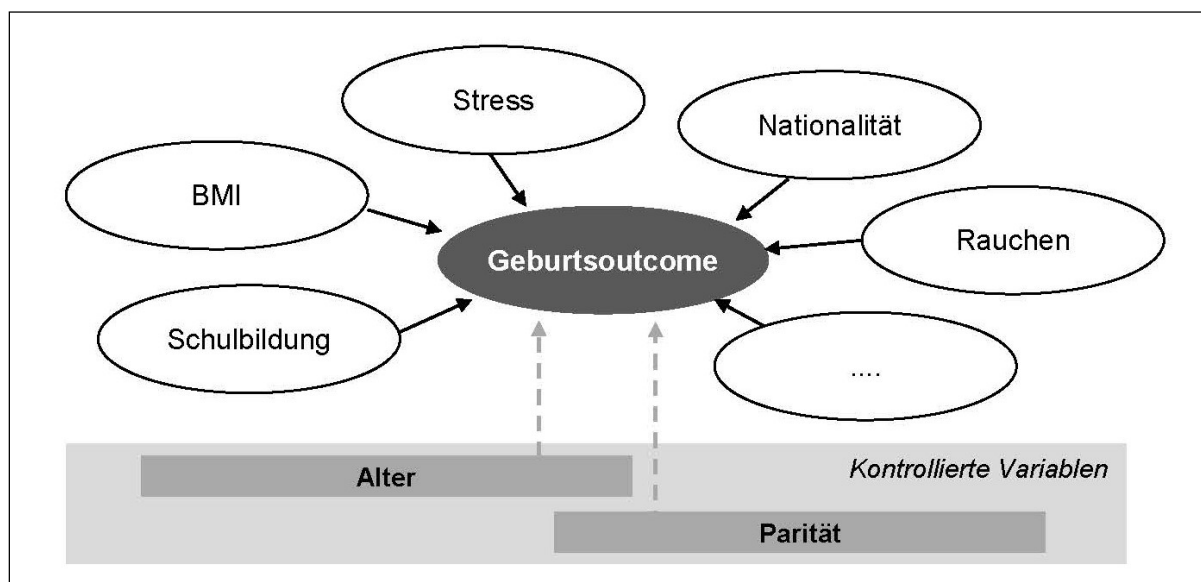 Stress
Nationalität
BMI
Rauchen
Geburtsoutcome
Schulbildung
....
Kontrollierte Variablen
Alter
Parität